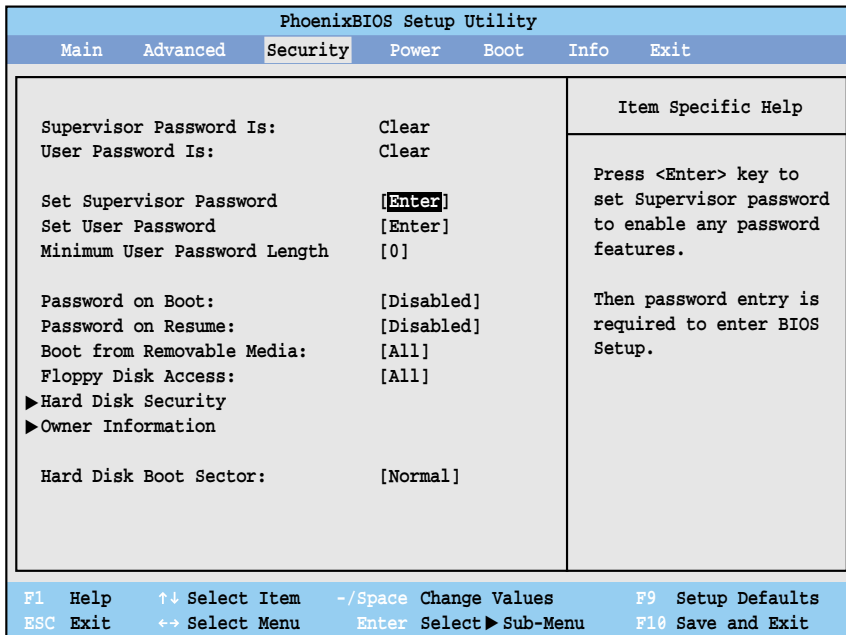 PhoenixBIOS Setup Utility
Main Advanced Security Power Boot Info Exit
Supervisor Password Is: Clear
User Password Is: Clear
Set Supervisor Password [Enter]
Set User Password [Enter]
Minimum User Password Length [0]
Password on Boot: [Disabled]
Password on Resume: [Disabled]
Boot from Removable Media: [All]
Floppy Disk Access: [All]
▶Hard Disk Security
▶Owner Information
Hard Disk Boot Sector: [Normal]
Item Specific Help
Press <Enter> key to
set Supervisor password
to enable any password
features.
Then password entry is
required to enter BIOS
Setup.
F1 Help ↑↓ Select Item -/Space Change Values F9 Setup Defaults
ESC Exit ←→ Select Menu Enter Select▶Sub-Menu F10 Save and Exit